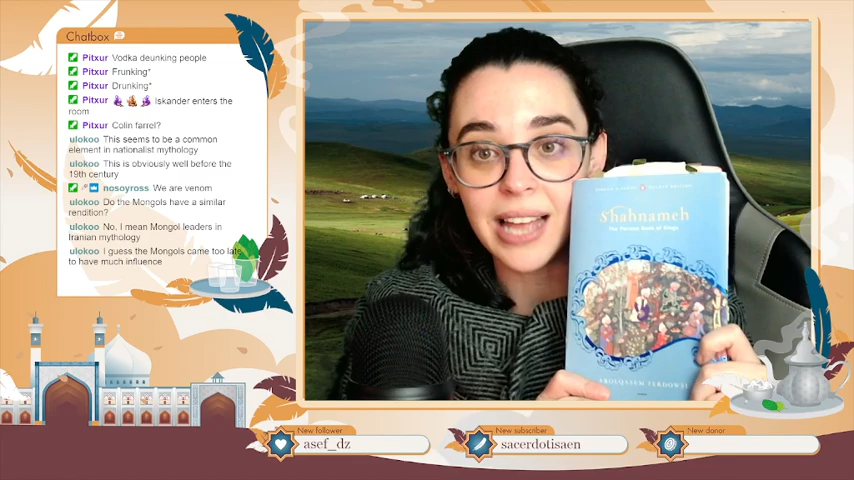 Chatbox
Pitxur Vodka deunking people
Pitxur Frunking*
Pitxur Drunking*
Pitxur Iskander enters the
room
Pitxur Colin farrel?
ulokoo This seems to be a common
element in nationalist mythology
ulokoo This is obviously well before the
19th century
nosoyross We are venom
ulokoo Do the Mongols have a similar
rendition?
ulokoo No, I mean Mongol leaders in
Iranian mythology
ulokoo I guess the Mongols came too late
to have much influence
Shahnameh
The Persian Book of Kings
ABOLQASEM FERDOWSI
New follower
asef_dz
New subscriber
sacerdotisaen
New donor